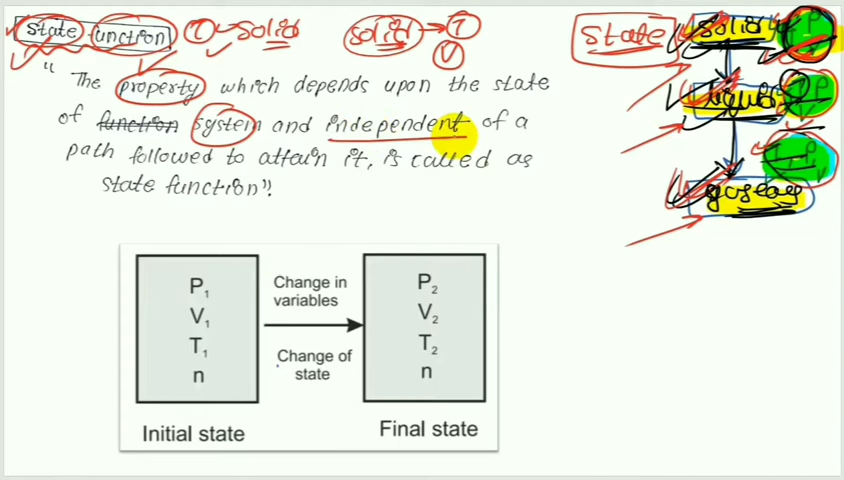 state function T solid solid → T
V
" The property which depends upon the state
of function system and independent of a
path followed to attain it, is called as
state function".
state
solid T P V
liquid T P V
T P V
gaseous
P1
V1
T1
n
Initial state
Change in
variables
Change of
state
P2
V2
T2
n
Final state